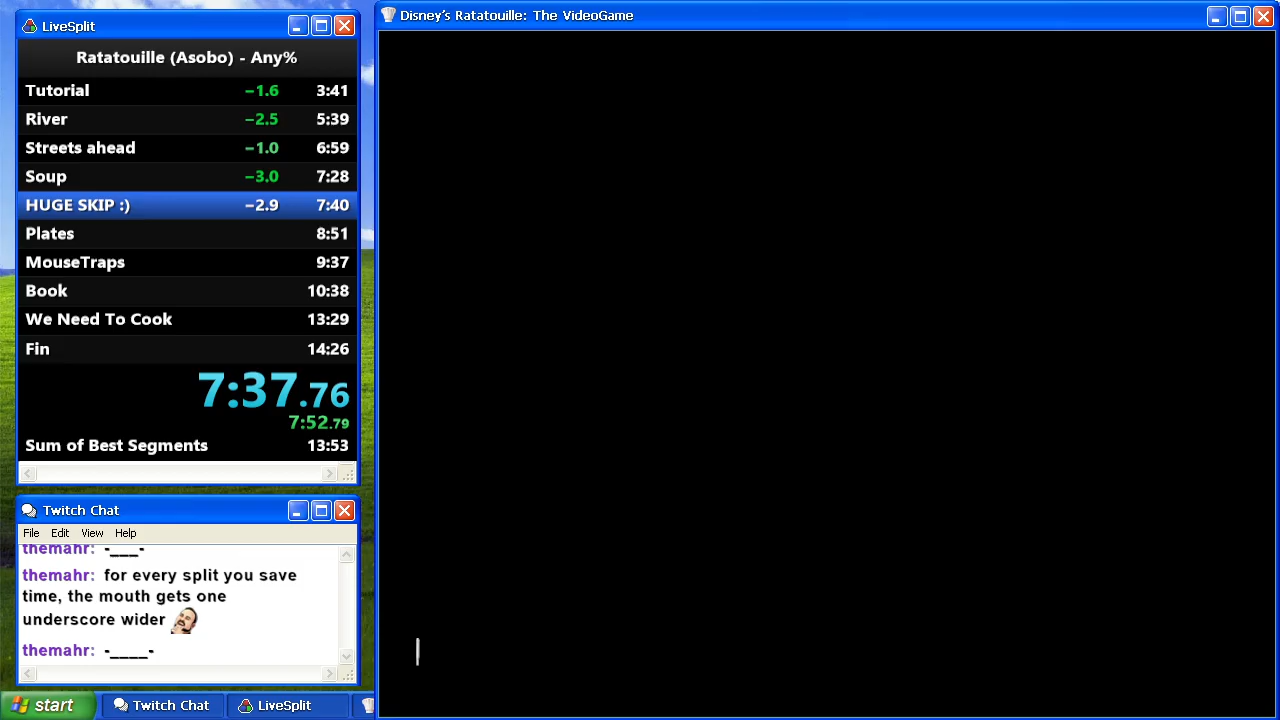 LiveSplit
Ratatouille (Asobo) - Any%
Tutorial −1.6 3:41
River −2.5 5:39
Streets ahead −1.0 6:59
Soup −3.0 7:28
HUGE SKIP :) −2.9 7:40
Plates 8:51
MouseTraps 9:37
Book 10:38
We Need To Cook 13:29
Fin 14:26
7:37.76
7:52.79
Sum of Best Segments 13:53
Twitch Chat
File Edit View Help
themahr: -___-
themahr: for every split you save
time, the mouth gets one
underscore wider
themahr: -____-
start Twitch Chat LiveSplit
Disney's Ratatouille: The VideoGame